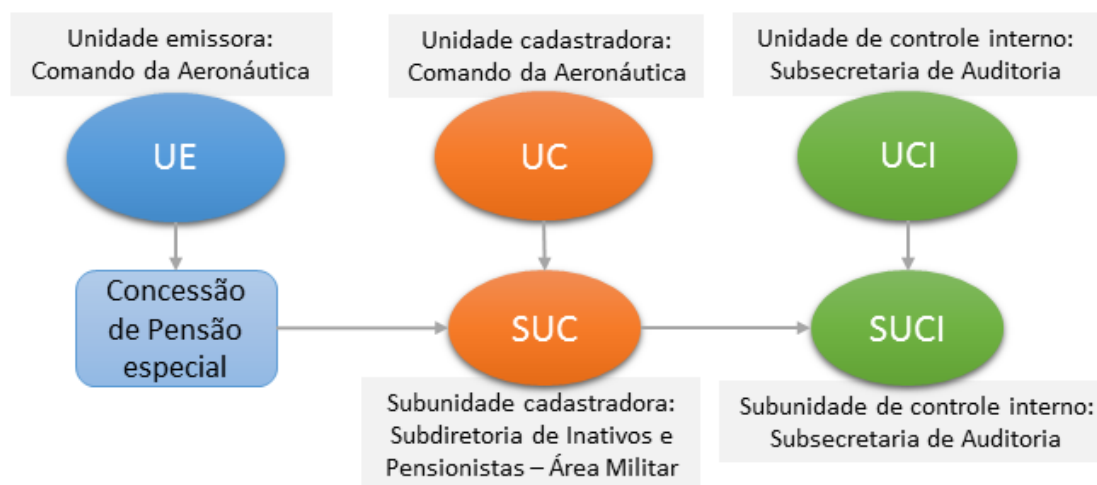 Unidade emissora:
Comando da Aeronáutica
Unidade cadastradora:
Comando da Aeronáutica
Unidade de controle interno:
Subsecretaria de Auditoria
UE
UC
UCI
Concessão
de Pensão
especial
SUC
SUCI
Subunidade cadastradora:
Subdiretoria de Inativos e
Pensionistas – Área Militar
Subunidade de controle interno:
Subsecretaria de Auditoria